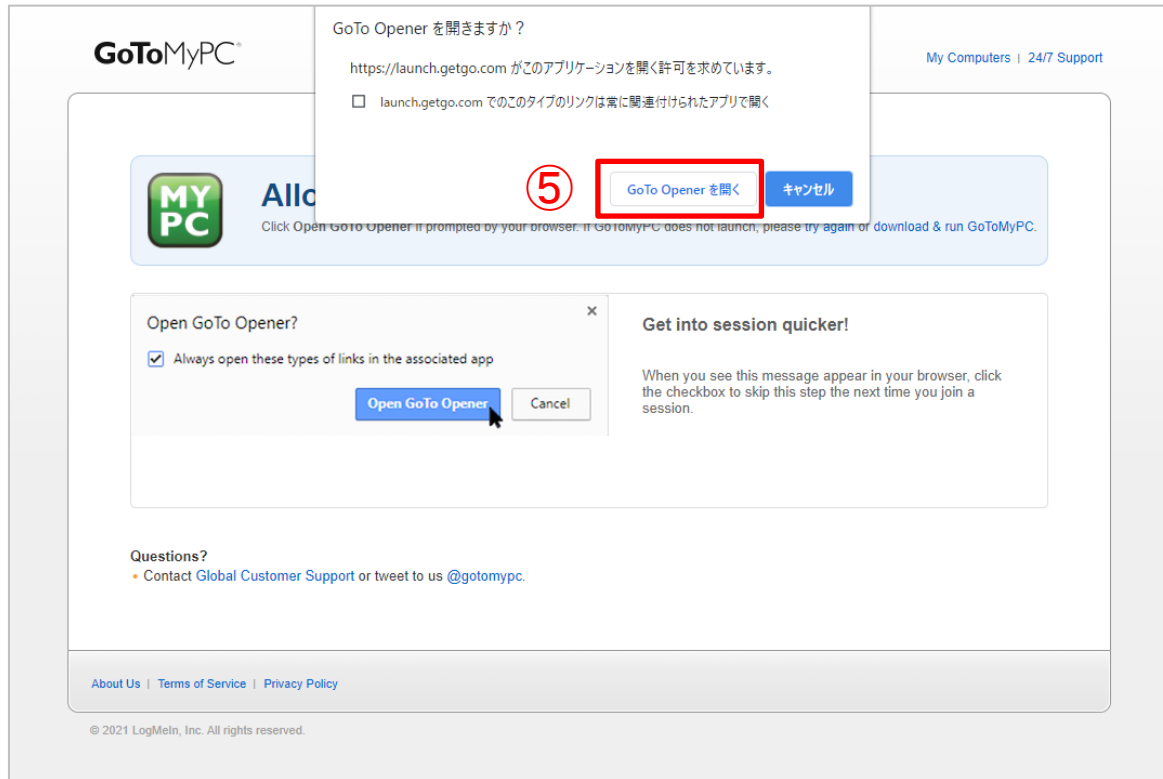 GoToMyPC
My Computers | 24/7 Support
GoTo Opener を開きますか？
https://launch.getgo.com がこのアプリケーションを開く許可を求めています。
launch.getgo.com でのこのタイプのリンクは常に関連付けられたアプリで開く
⑤
GoTo Opener を開く
キャンセル
MY
PC
Allo
Click Open GoTo Opener if prompted by your browser. If GoToMyPC does not launch, please try again or download & run GoToMyPC.
Open GoTo Opener?
Always open these types of links in the associated app
Open GoTo Opener
Cancel
Get into session quicker!
When you see this message appear in your browser, click
the checkbox to skip this step the next time you join a
session.
Questions?
• Contact Global Customer Support or tweet to us @gotomypc.
About Us | Terms of Service | Privacy Policy
© 2021 LogMeIn, Inc. All rights reserved.